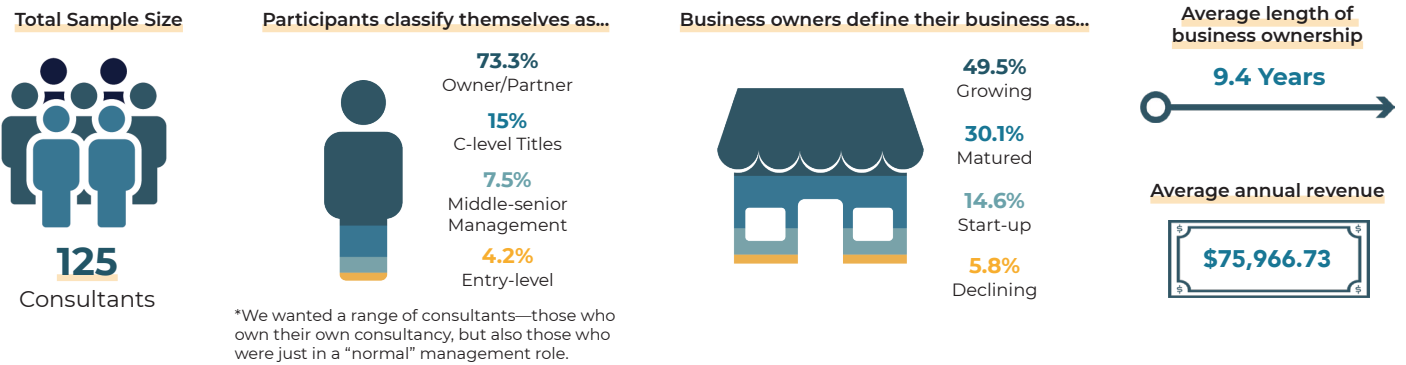 Total Sample Size
125
Consultants
Participants classify themselves as...
73.3%
Owner/Partner
15%
C-level Titles
7.5%
Middle-senior
Management
4.2%
Entry-level
*We wanted a range of consultants—those who
own their own consultancy, but also those who
were just in a “normal” management role.
Business owners define their business as...
49.5%
Growing
30.1%
Matured
14.6%
Start-up
5.8%
Declining
Average length of
business ownership
9.4 Years
Average annual revenue
$ $
$75,966.73
$ $